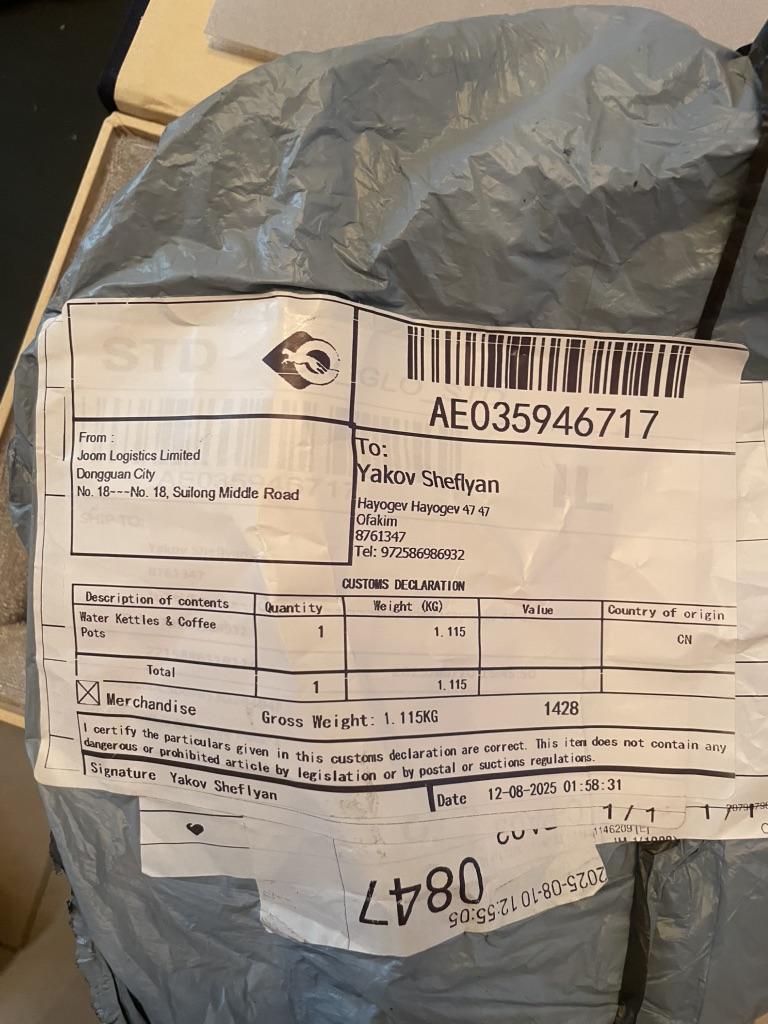 STD
GLO
AE035946717
From :
Joom Logistics Limited
Dongguan City
No. 18---No. 18, Suilong Middle Road
To:
Yakov Sheflyan
IL
Hayogev Hayogev 47 47
Ofakim
8761347
Tel: 972586986932
SHIP TO:
CUSTOMS DECLARATION
Description of contents Quantity Weight (KG) Value Country of origin
Water Kettles & Coffee Pots 1 1.115 CN
Total 1 1.115
Merchandise Gross Weight: 1.115KG 1428
I certify the particulars given in this customs declaration are correct. This item does not contain any
dangerous or prohibited article by legislation or by postal or suctions regulations.
Signature Yakov Sheflyan Date 12-08-2025 01:58:31
1 / 1
0847
2025-08-10 12:55:05